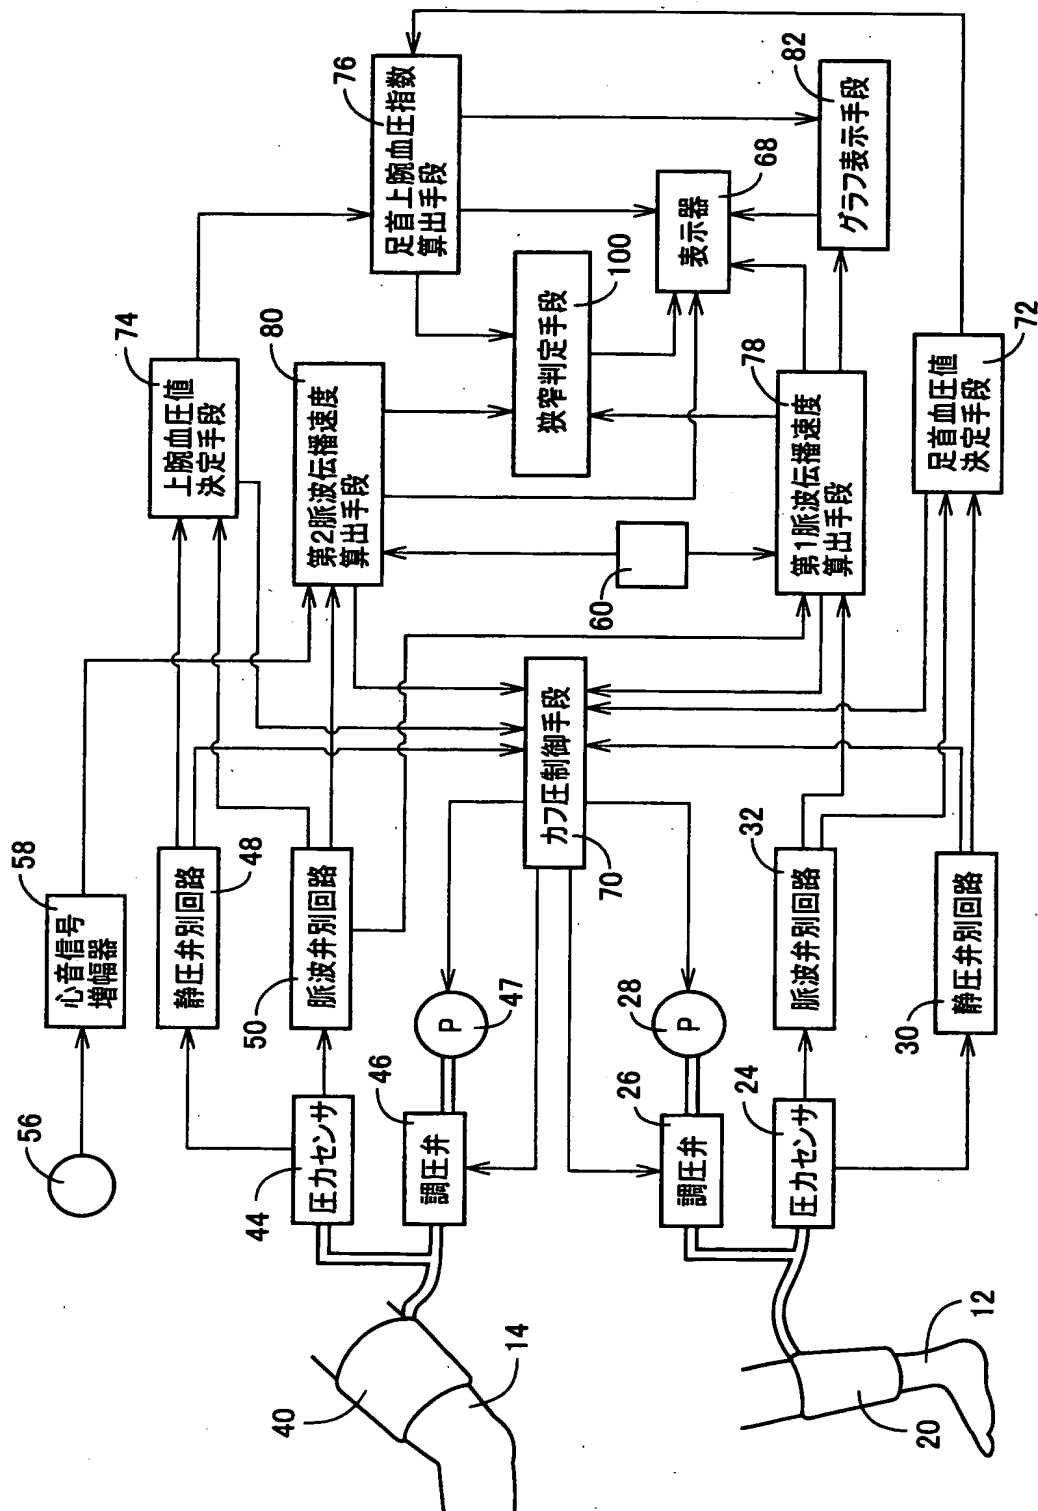 56
58
心音信号
増幅器
74
上腕血圧値
決定手段
76
足首上腕血圧指数
算出手段
48
静圧弁別回路
80
第2脈波伝播速度
算出手段
44
圧力センサ
50
脈波弁別回路
46
調圧弁
47
P
100
狭窄判定手段
40
14
70
カフ圧制御手段
60
68
表示器
26
調圧弁
28
P
24
圧力センサ
32
脈波弁別回路
78
第1脈波伝播速度
算出手段
82
グラフ表示手段
20
12
30
静圧弁別回路
72
足首血圧値
決定手段